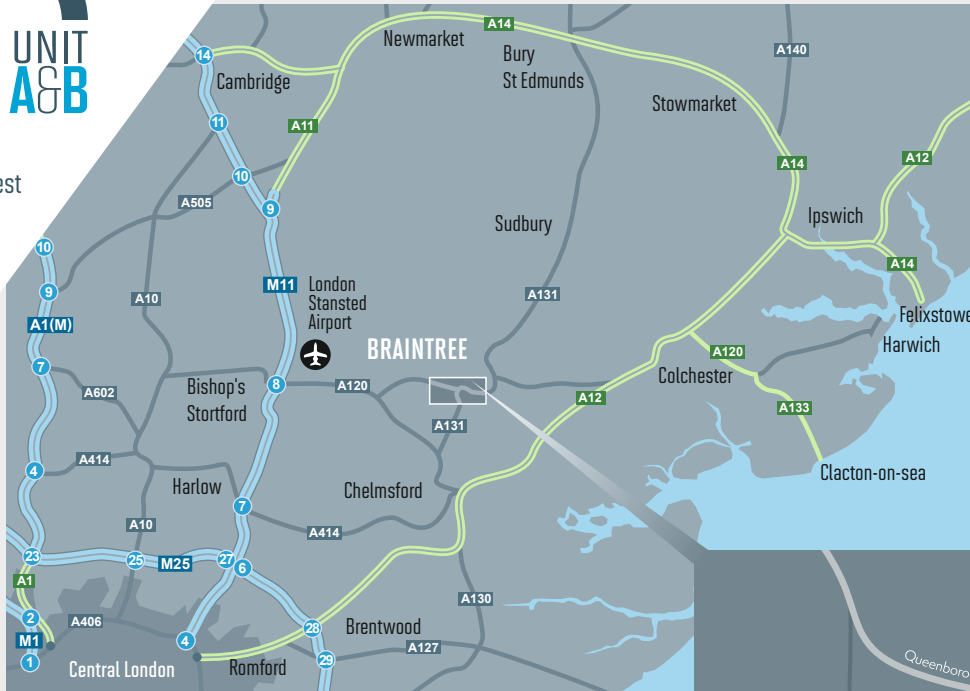 UNIT
A&B
est
14
Cambridge
Newmarket
A14
Bury
St Edmunds
A140
Stowmarket
11
A11
10
A505
9
A14
A12
Ipswich
Sudbury
10
9
A1(M)
A10
M11
London
Stansted
Airport
A131
A14
Felixstowe
Harwich
BRAINTREE
7
A602
Bishop's
Stortford
8
A120
A12
Colchester
A120
A133
A131
4
A414
Harlow
Chelmsford
Clacton-on-sea
7
A10
A414
23
25
M25
27
6
A1
2
A406
M1
1
4
Central London
Romford
28
29
Brentwood
A130
A127
Queenboro